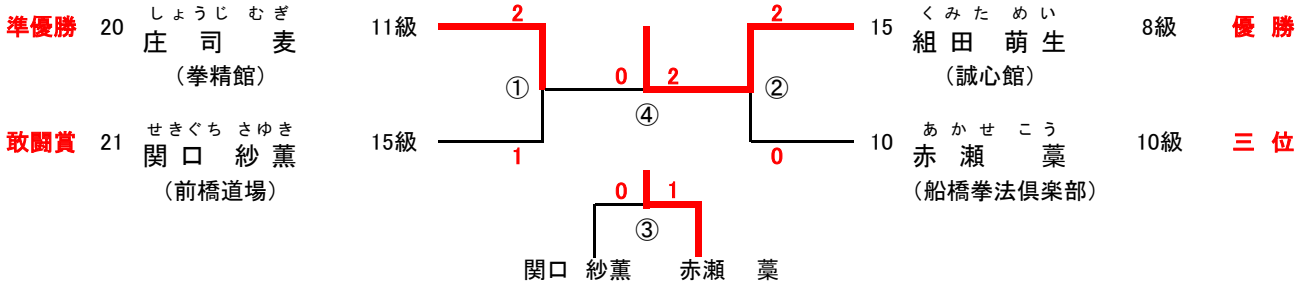 しょうじ むぎ
準優勝 20 庄司 麦 11級
（拳精館）
2
くみた めい
2 15 組田 萌生 8級 優勝
（誠心館）
① 0 2 ②
④
せきぐち さゆき
敢闘賞 21 関口 紗薫 15級
（前橋道場）
1
あかせ こう
0 10 赤瀬 藁 10級 三位
（船橋拳法倶楽部）
0 1
③
関口 紗薫 赤瀬 藁